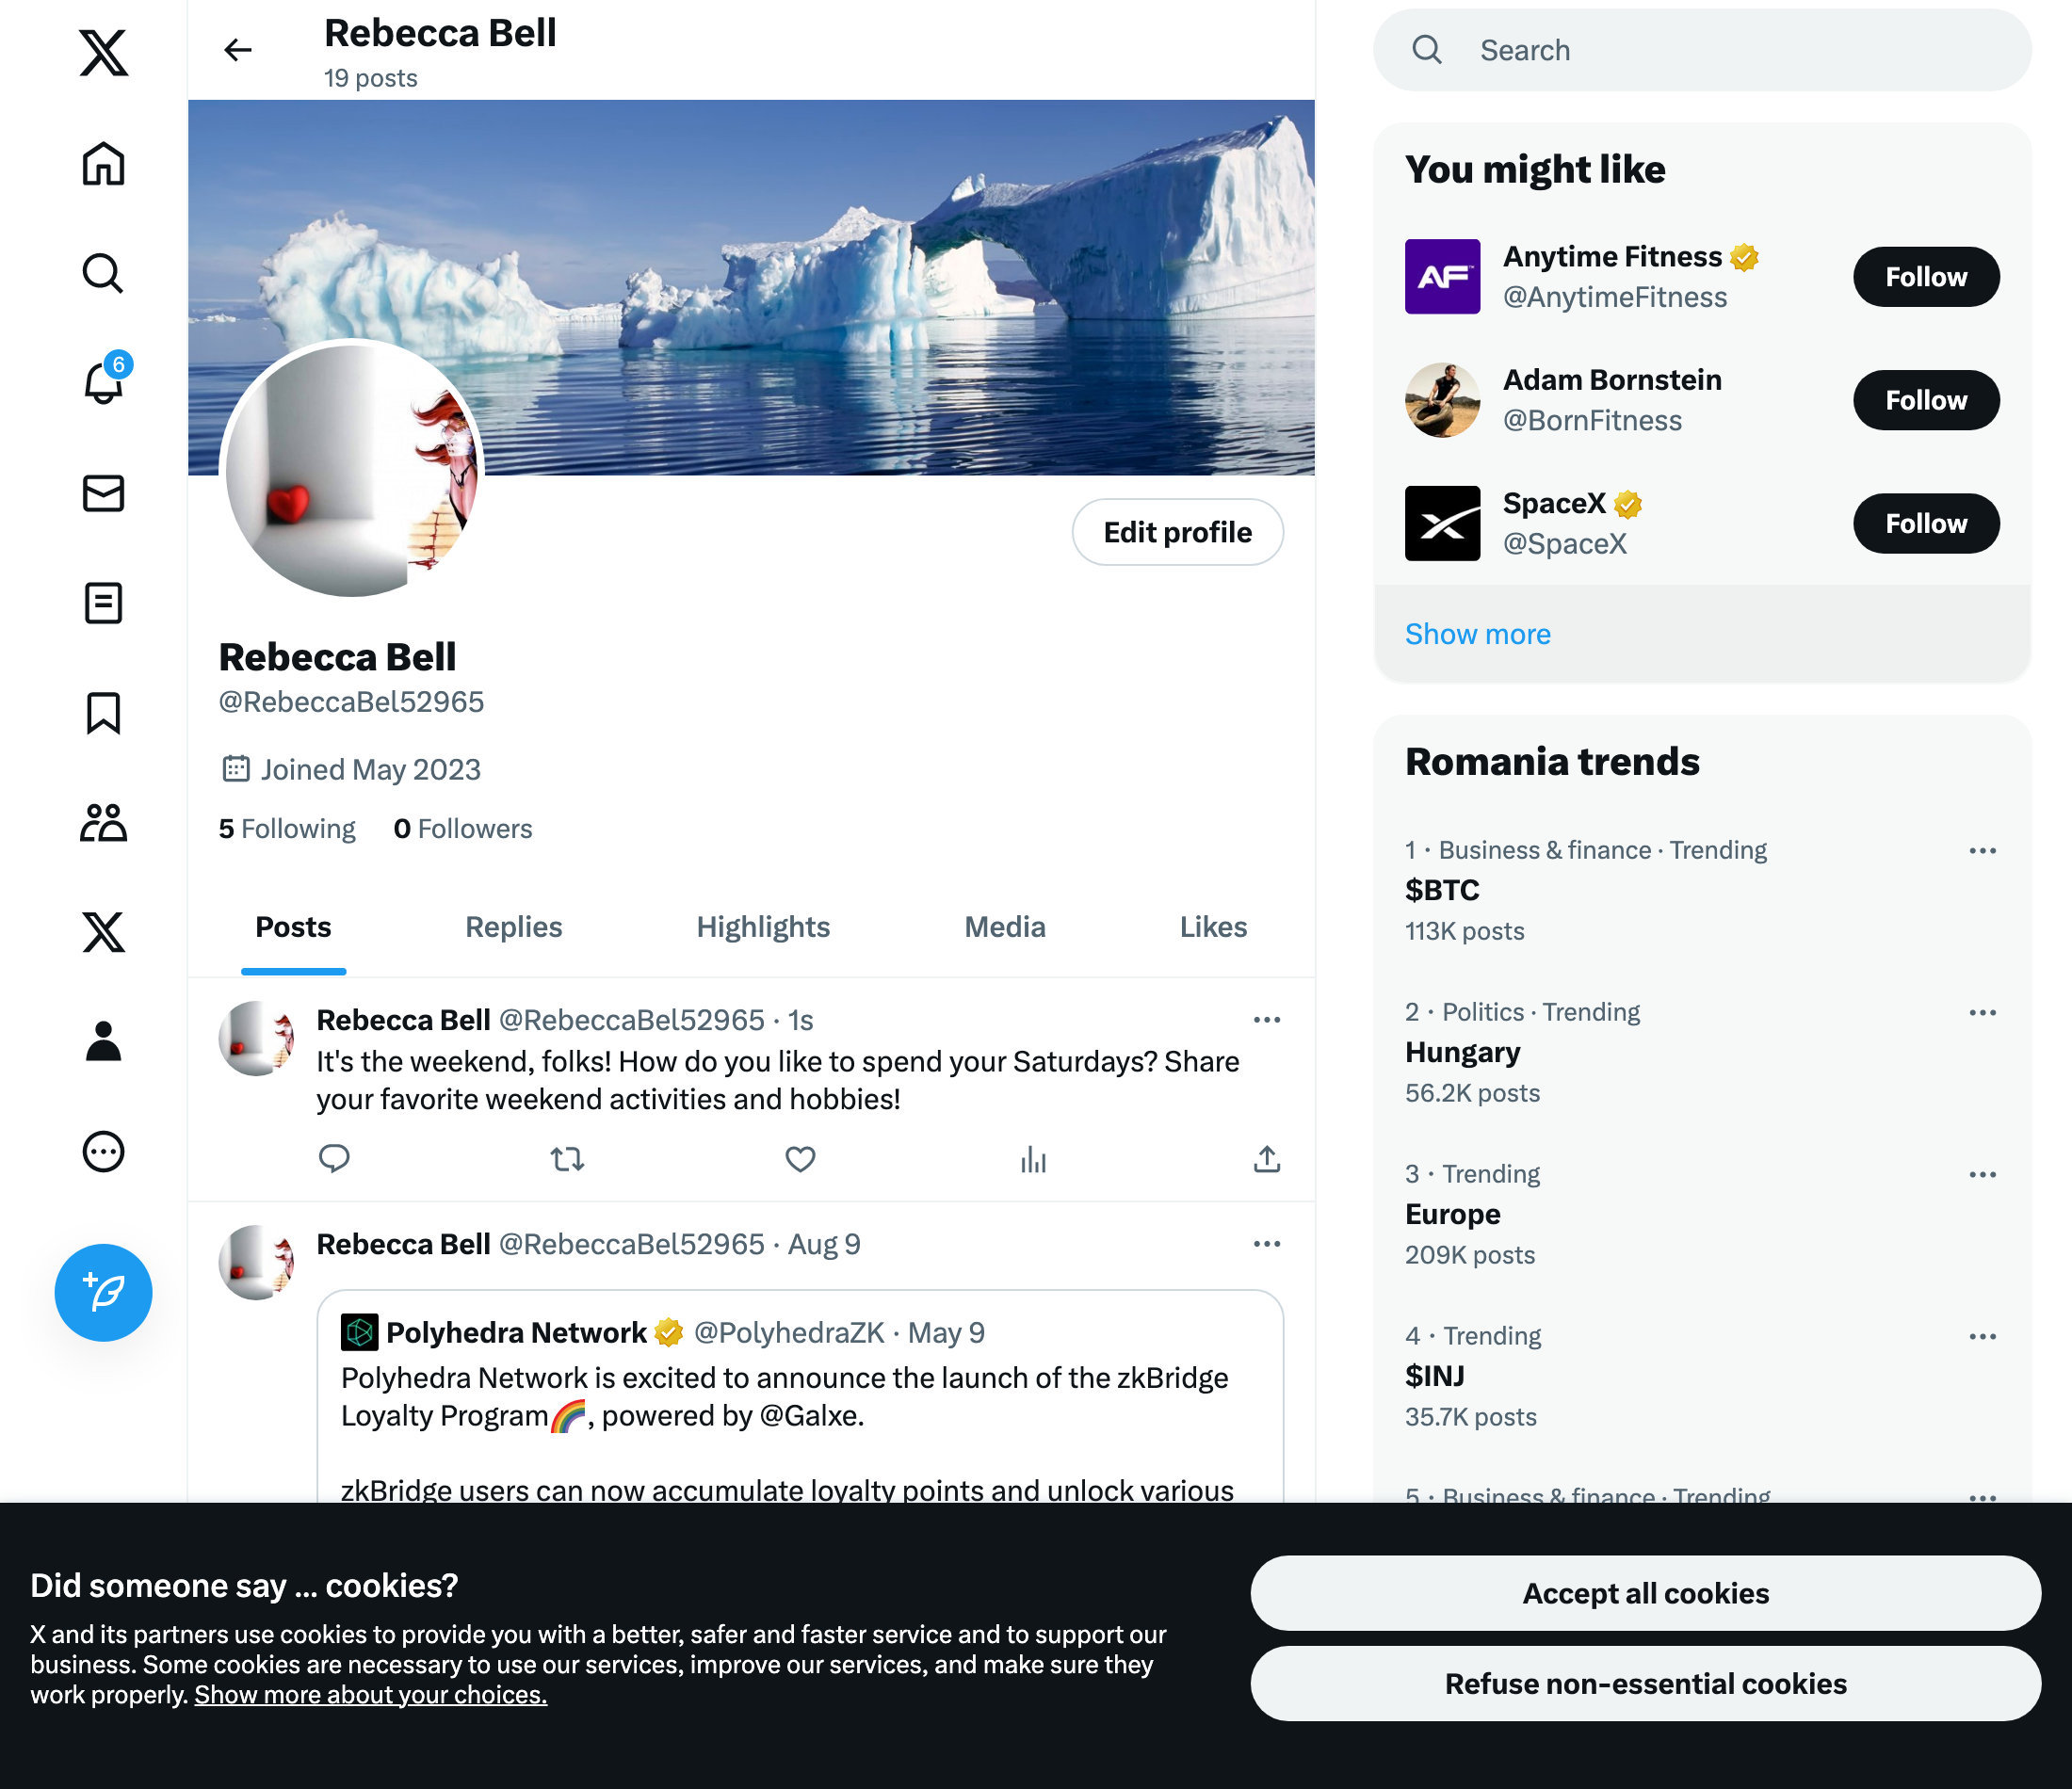 Rebecca Bell
19 posts
6
Edit profile
Rebecca Bell
@RebeccaBel52965
Joined May 2023
5 Following 0 Followers
Posts Replies Highlights Media Likes
Rebecca Bell @RebeccaBel52965 · 1s
It's the weekend, folks! How do you like to spend your Saturdays? Share
your favorite weekend activities and hobbies!
Rebecca Bell @RebeccaBel52965 · Aug 9
Polyhedra Network @PolyhedraZK · May 9
Polyhedra Network is excited to announce the launch of the zkBridge
Loyalty Program🌈, powered by @Galxe.
zkBridge users can now accumulate loyalty points and unlock various
Search
You might like
AF
Anytime Fitness
@AnytimeFitness
Follow
Adam Bornstein
@BornFitness
Follow
SpaceX
@SpaceX
Follow
Show more
Romania trends
1 · Business & finance · Trending
$BTC
113K posts
2 · Politics · Trending
Hungary
56.2K posts
3 · Trending
Europe
209K posts
4 · Trending
$INJ
35.7K posts
5 · Business & finance · Trending
Did someone say … cookies?
X and its partners use cookies to provide you with a better, safer and faster service and to support our
business. Some cookies are necessary to use our services, improve our services, and make sure they
work properly. Show more about your choices.
Accept all cookies
Refuse non-essential cookies